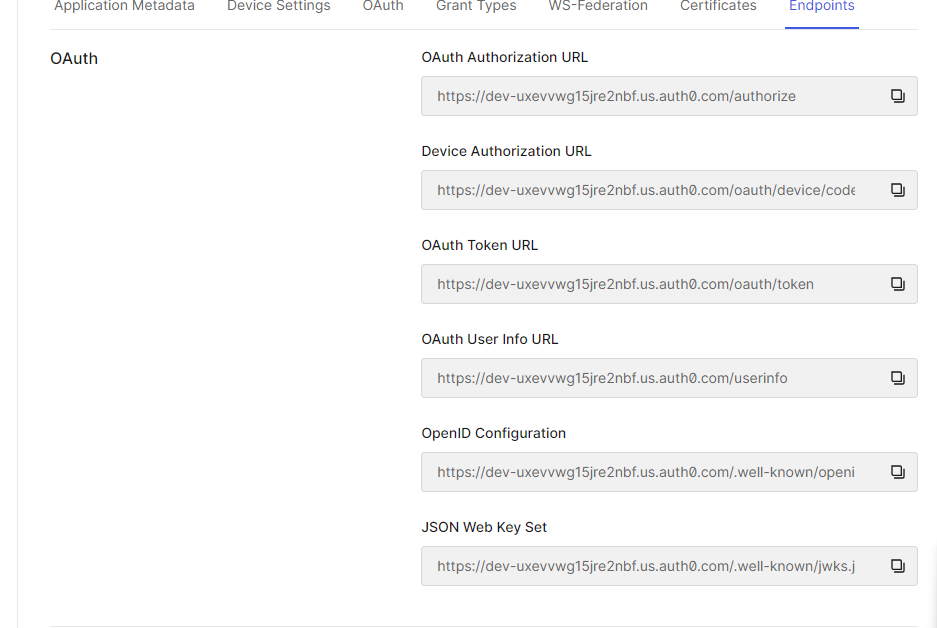 Application Metadata Device Settings OAuth Grant Types WS-Federation Certificates Endpoints
OAuth
OAuth Authorization URL
https://dev-uxevvwg15jre2nbf.us.auth0.com/authorize
Device Authorization URL
https://dev-uxevvwg15jre2nbf.us.auth0.com/oauth/device/code
OAuth Token URL
https://dev-uxevvwg15jre2nbf.us.auth0.com/oauth/token
OAuth User Info URL
https://dev-uxevvwg15jre2nbf.us.auth0.com/userinfo
OpenID Configuration
https://dev-uxevvwg15jre2nbf.us.auth0.com/.well-known/openi
JSON Web Key Set
https://dev-uxevvwg15jre2nbf.us.auth0.com/.well-known/jwks.j